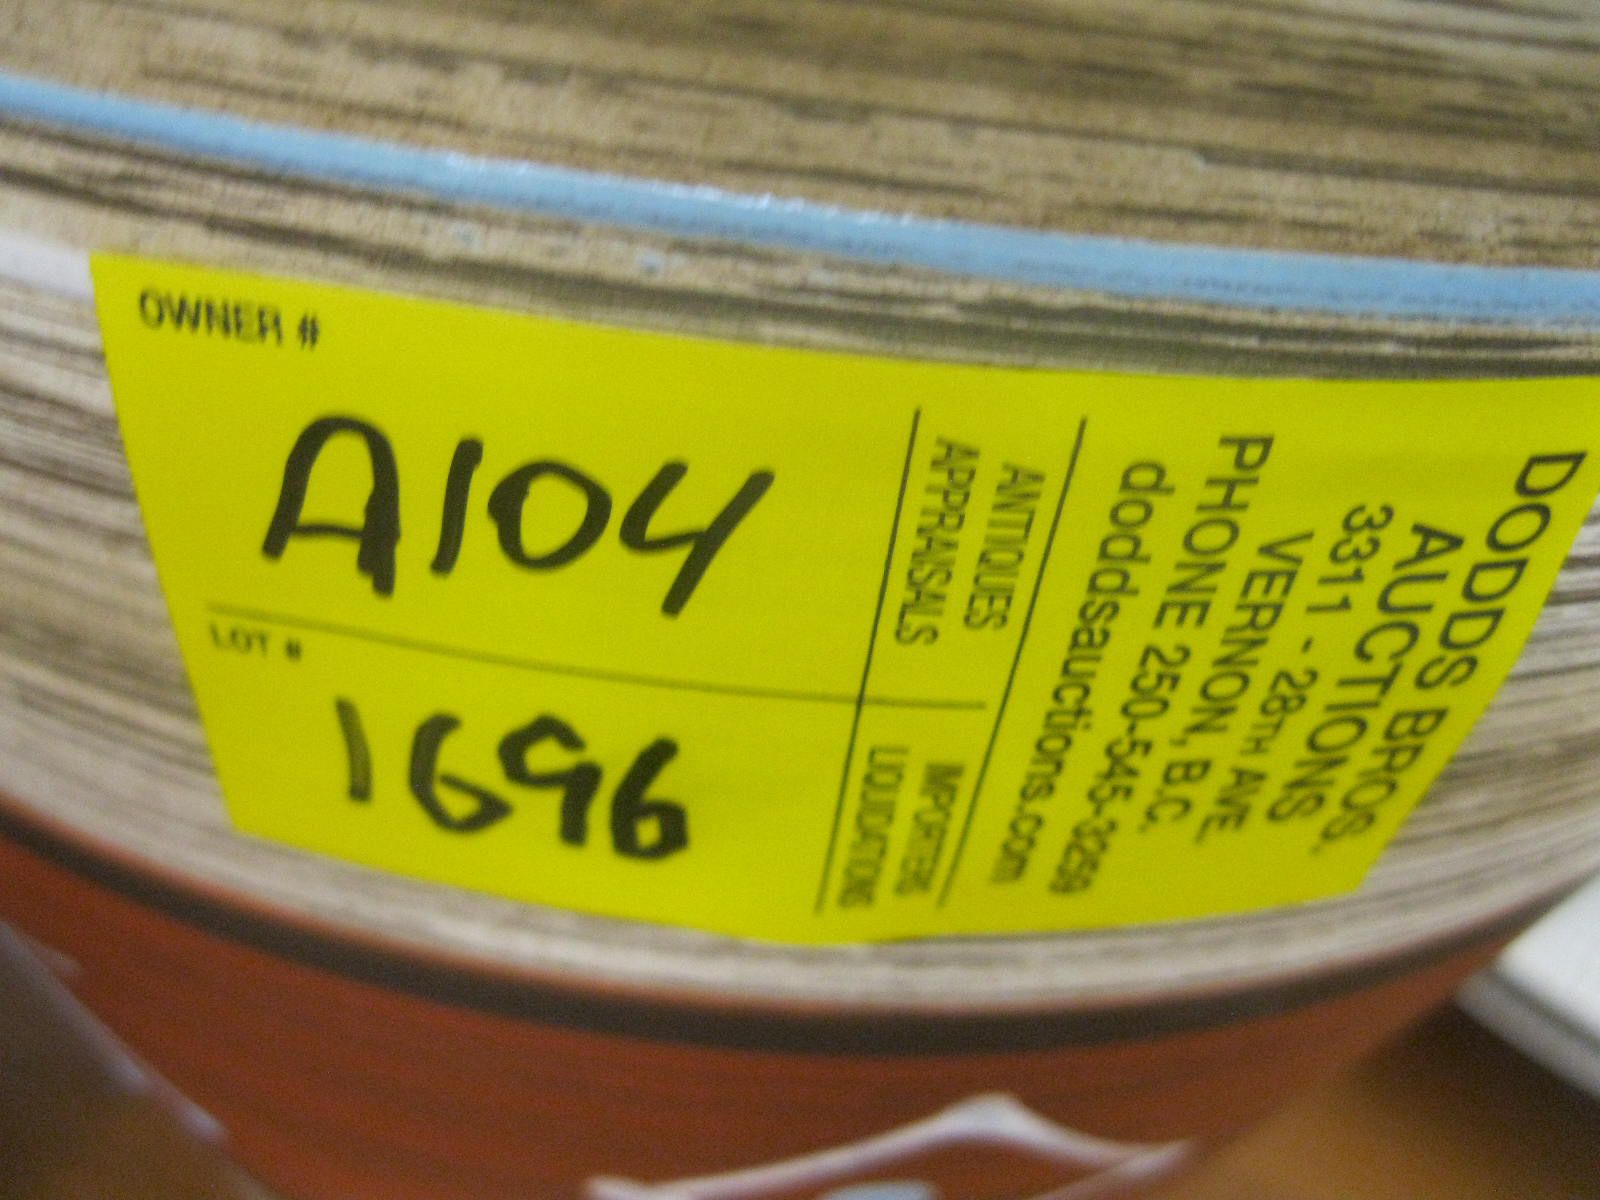 OWNER #
A104
LOT #
1696
DODDS BROS.
AUCTIONS
3311 - 28TH AVE.
VERNON, B.C.
PHONE 250-545-3259
doddsauctions.com
ANTIQUES
APPRAISALS
IMPORTERS
LIQUIDATIONS